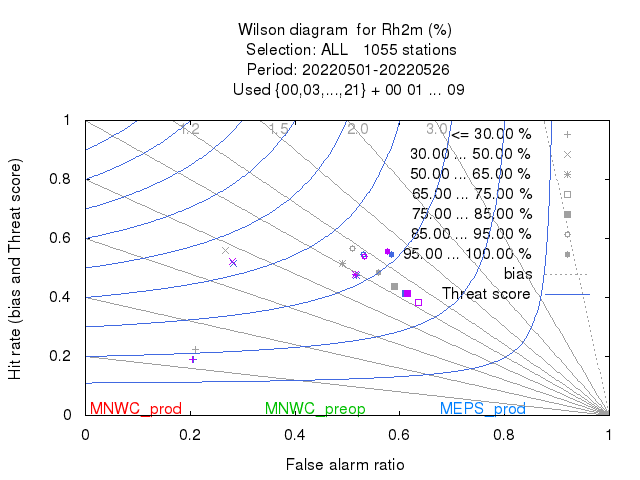 Wilson diagram for Rh2m (%)
Selection: ALL 1055 stations
Period: 20220501-20220526
Used {00,03,...,21} + 00 01 ... 09
1.2 1.5 2.0 3.0
<= 30.00 %
30.00 ... 50.00 %
50.00 ... 65.00 %
65.00 ... 75.00 %
75.00 ... 85.00 %
85.00 ... 95.00 %
95.00 ... 100.00 %
bias
Threat score
1
0.8
0.6
0.4
0.2
0
Hit rate (bias and Threat score)
MNWC_prod MNWC_preop MEPS_prod
0 0.2 0.4 0.6 0.8 1
False alarm ratio